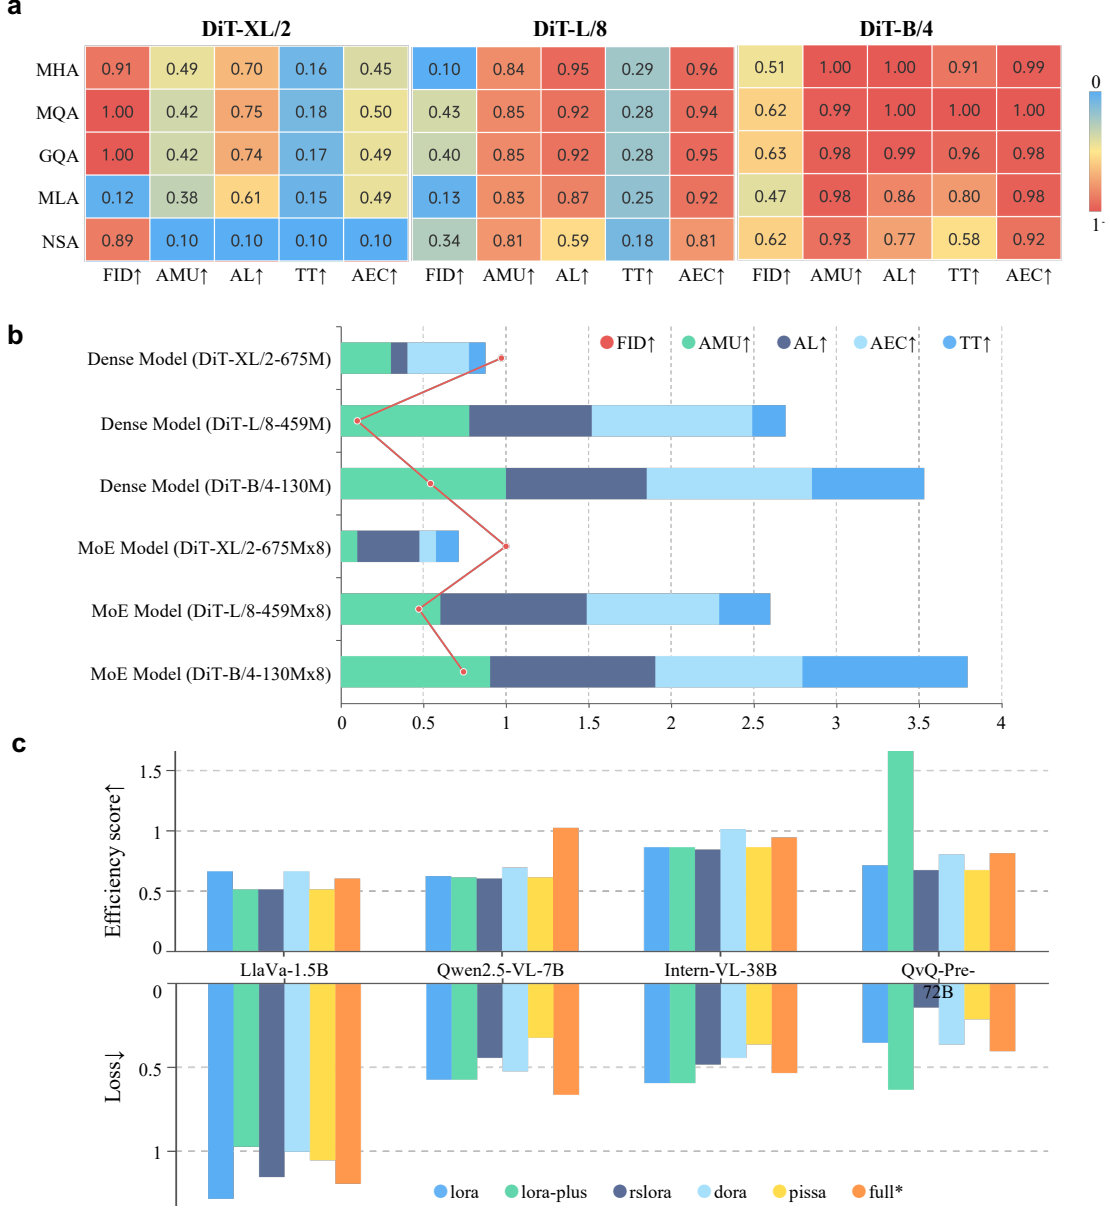 a
DiT-XL/2 DiT-L/8 DiT-B/4
MHA 0.91 0.49 0.70 0.16 0.45 0.10 0.84 0.95 0.29 0.96 0.51 1.00 1.00 0.91 0.99
MQA 1.00 0.42 0.75 0.18 0.50 0.43 0.85 0.92 0.28 0.94 0.62 0.99 1.00 1.00 1.00
GQA 1.00 0.42 0.74 0.17 0.49 0.40 0.85 0.92 0.28 0.95 0.63 0.98 0.99 0.96 0.98
MLA 0.12 0.38 0.61 0.15 0.49 0.13 0.83 0.87 0.25 0.92 0.47 0.98 0.86 0.80 0.98
NSA 0.89 0.10 0.10 0.10 0.10 0.34 0.81 0.59 0.18 0.81 0.62 0.93 0.77 0.58 0.92
FID↑ AMU↑ AL↑ TT↑ AEC↑ FID↑ AMU↑ AL↑ TT↑ AEC↑ FID↑ AMU↑ AL↑ TT↑ AEC↑
0
1
b
FID↑ AMU↑ AL↑ AEC↑ TT↑
Dense Model (DiT-XL/2-675M)
Dense Model (DiT-L/8-459M)
Dense Model (DiT-B/4-130M)
MoE Model (DiT-XL/2-675Mx8)
MoE Model (DiT-L/8-459Mx8)
MoE Model (DiT-B/4-130Mx8)
0 0.5 1 1.5 2 2.5 3 3.5 4
c
Efficiency score↑
1.5
1
0.5
0
LlaVa-1.5B Qwen2.5-VL-7B Intern-VL-38B QvQ-Pre-
72B
Loss↓
0
0.5
1
lora lora-plus rslora dora pissa full*